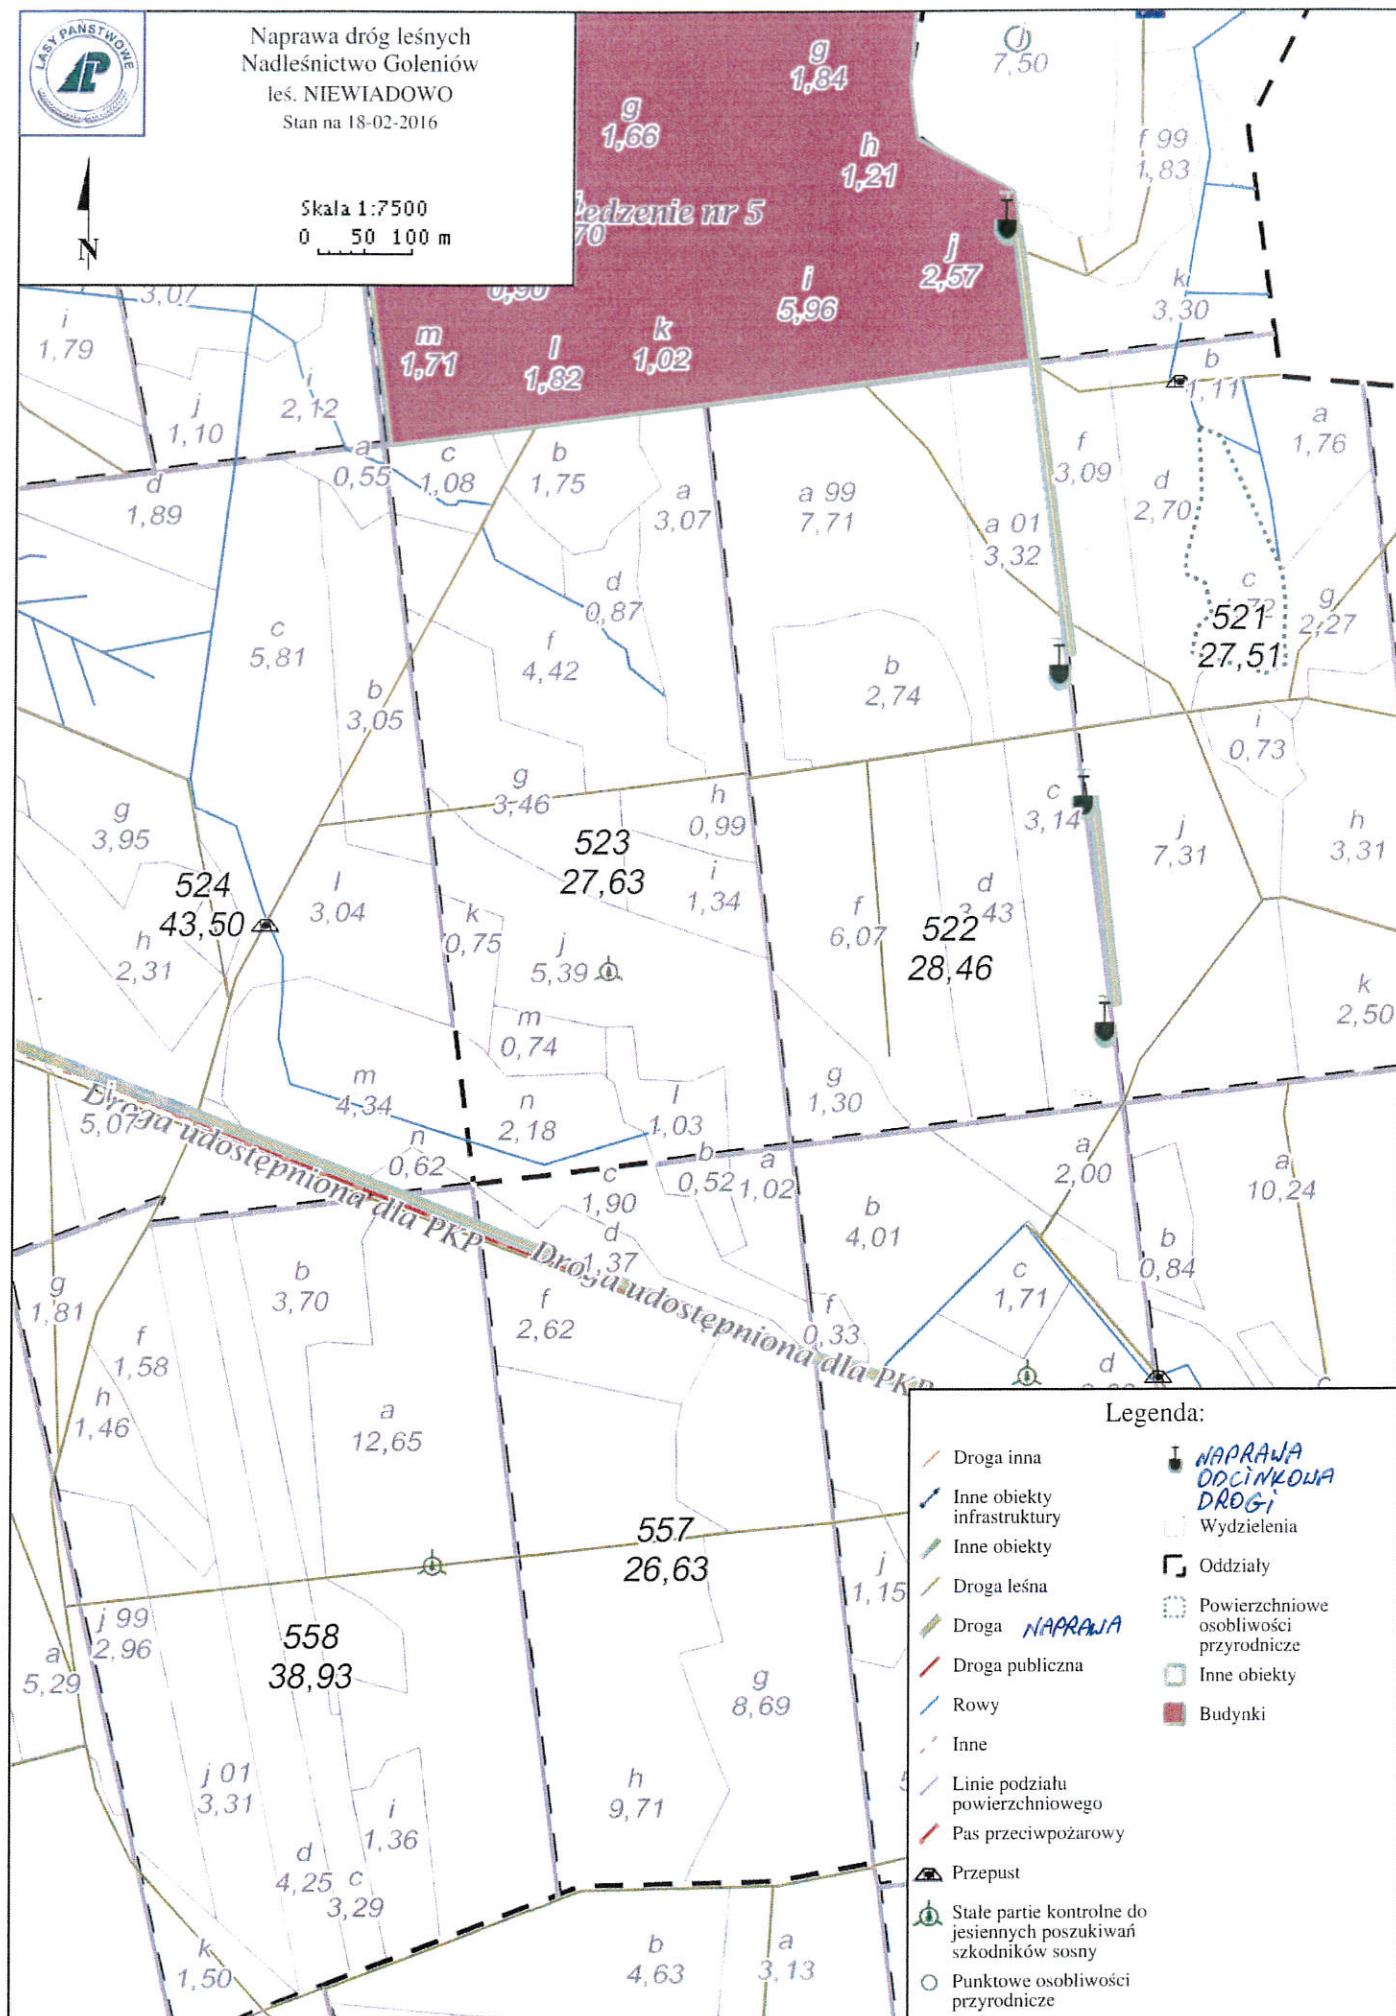 LASY PAŃSTWOWE
Naprawa dróg leśnych
Nadleśnictwo Goleniów
leś. NIEWIADOWO
Stan na 18-02-2016
Skala 1:7500
0 50 100 m
N
g
1,84
j
7,50
g
1,66
h
1,21
f 99
1,83
edzenie nr 5
70
j
2,57
i
5,96
k
3,30
0,90
3,07
i
1,79
m
1,71
l
1,82
k
1,02
b
1,11
j
1,10
i
2,12
a
1,76
a
0,55
c
1,08
b
1,75
a
3,07
a 99
7,71
f
3,09
d
2,70
d
1,89
a 01
3,32
d
0,87
c
521
27,51
g
2,27
c
5,81
f
4,42
b
2,74
b
3,05
i
0,73
g
3,46
h
0,99
c
3,14
j
7,31
h
3,31
g
3,95
523
27,63
i
1,34
524
43,50
l
3,04
k
0,75
j
5,39
f
6,07
d
3,43
522
28,46
h
2,31
m
0,74
k
2,50
m
4,34
n
2,18
l
1,03
g
1,30
5,07
Droga udostępniona dla PKP
n
0,62
c
1,90
b
0,52
a
1,02
a
2,00
a
10,24
b
4,01
d
1,37
Droga udostępniona dla PKP
b
0,84
g
1,81
b
3,70
f
2,62
f
0,33
c
1,71
f
1,58
d
h
1,46
a
12,65
557
26,63
j
1,15
j 99
2,96
558
38,93
a
5,29
g
8,69
j 01
3,31
i
1,36
h
9,71
d
4,25
c
3,29
k
1,50
b
4,63
a
3,13
Legenda:
Droga inna
Inne obiekty
infrastruktury
Inne obiekty
Droga leśna
Droga NAPRAWA
Droga publiczna
Rowy
Inne
Linie podziału
powierzchniowego
Pas przeciwpożarowy
Przepust
Stałe partie kontrolne do
jesiennych poszukiwań
szkodników sosny
Punktowe osobliwości
przyrodnicze
NAPRAWA
ODCINKOWA
DROGI
Wydzielenia
Oddziały
Powierzchniowe
osobliwości
przyrodnicze
Inne obiekty
Budynki